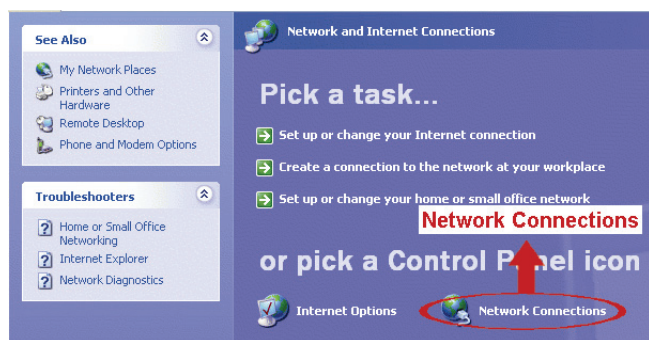 See Also
My Network Places
Printers and Other
Hardware
Remote Desktop
Phone and Modem Options
Troubleshooters
Home or Small Office
Networking
Internet Explorer
Network Diagnostics
Network and Internet Connections
Pick a task...
Set up or change your Internet connection
Create a connection to the network at your workplace
Set up or change your home or small office network
Network Connections
or pick a Control Panel icon
Internet Options
Network Connections